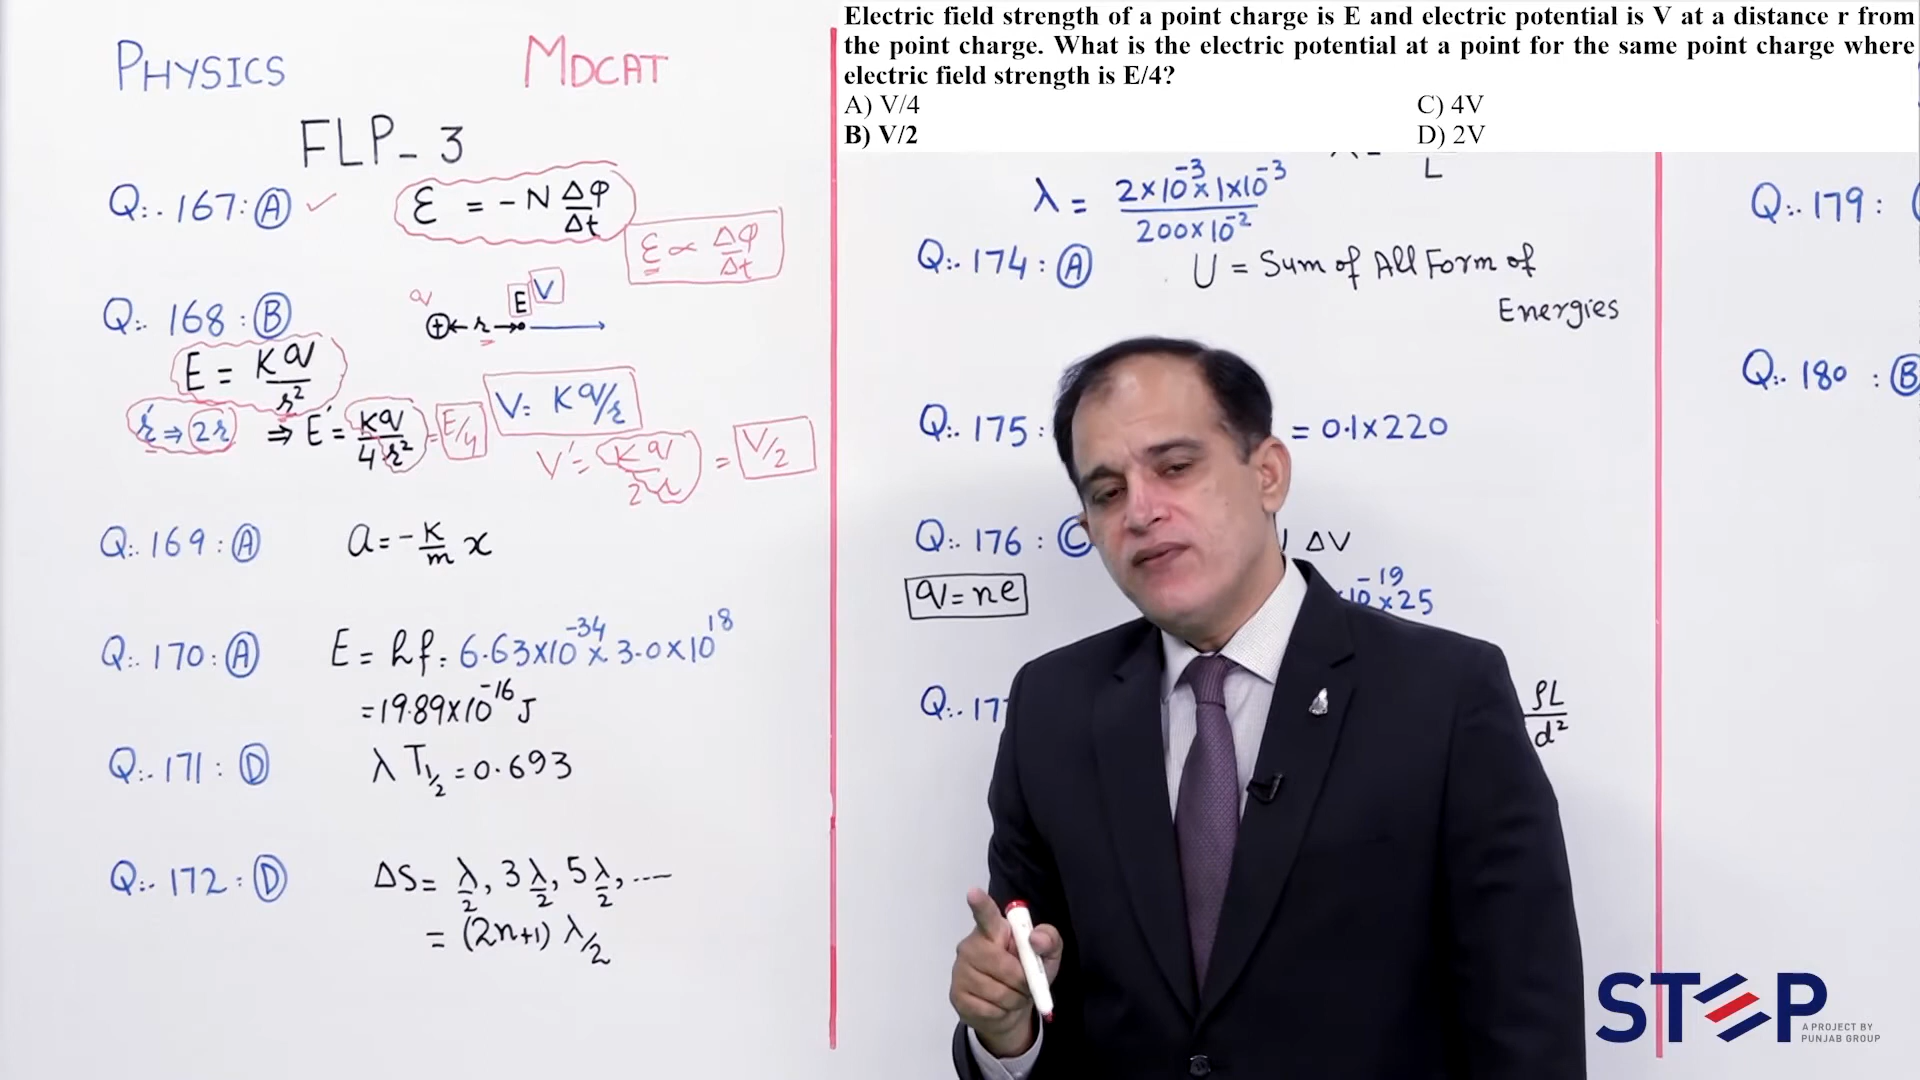 Electric field strength of a point charge is E and electric potential is V at a distance r from
the point charge. What is the electric potential at a point for the same point charge where
electric field strength is E/4?
A) V/4
C) 4V
B) V/2
D) 2V
PHYSICS MDCAT
FLP-3
Q:. 167: A ✓ ε = -N Δφ/Δt
ε ∝ Δφ/Δt
Q:. 168: B q ⊕← r → E V
E = Kq/r²
r' ⇒ 2r ⇒ E' = Kq/4r² = E/4
V = Kq/r
V' = Kq/2r = V/2
Q:. 169: A a = -K/m x
Q:. 170: A E = hf = 6.63x10⁻³⁴ x 3.0x10¹⁸
= 19.89x10⁻¹⁶ J
Q:. 171: D λ T½ = 0.693
Q:. 172: D ΔS = λ/2, 3λ/2, 5λ/2, ....
= (2n+1) λ/2
L
λ = 2x10⁻³ x 1x10⁻³ / 200x10⁻²
Q:. 174: A U = Sum of All Form of
Energies
Q:. 175: = 0.1x220
Q:. 176: C ΔV
q = ne x25
Q:. 17
ρL/d²
Q:. 179:
Q:. 180: B
STEP
A PROJECT BY
PUNJAB GROUP